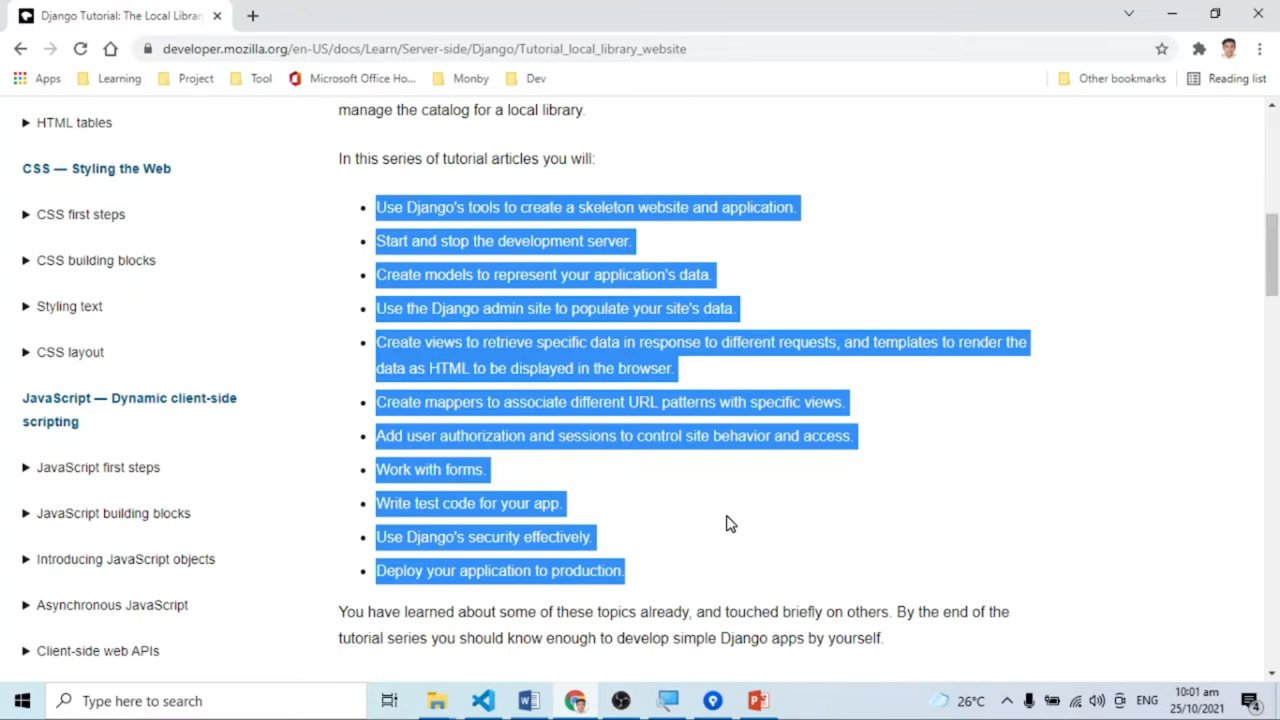 Django Tutorial: The Local Librar
developer.mozilla.org/en-US/docs/Learn/Server-side/Django/Tutorial_local_library_website
Apps Learning Project Tool Microsoft Office Ho... Monby Dev Other bookmarks Reading list
HTML tables
CSS — Styling the Web
CSS first steps
CSS building blocks
Styling text
CSS layout
JavaScript — Dynamic client-side
scripting
JavaScript first steps
JavaScript building blocks
Introducing JavaScript objects
Asynchronous JavaScript
Client-side web APIs
manage the catalog for a local library.
In this series of tutorial articles you will:
• Use Django's tools to create a skeleton website and application.
• Start and stop the development server.
• Create models to represent your application's data.
• Use the Django admin site to populate your site's data.
• Create views to retrieve specific data in response to different requests, and templates to render the
data as HTML to be displayed in the browser.
• Create mappers to associate different URL patterns with specific views.
• Add user authorization and sessions to control site behavior and access.
• Work with forms.
• Write test code for your app.
• Use Django's security effectively.
• Deploy your application to production.
You have learned about some of these topics already, and touched briefly on others. By the end of the
tutorial series you should know enough to develop simple Django apps by yourself.
Type here to search
26°C
ENG
10:01 am
25/10/2021
4